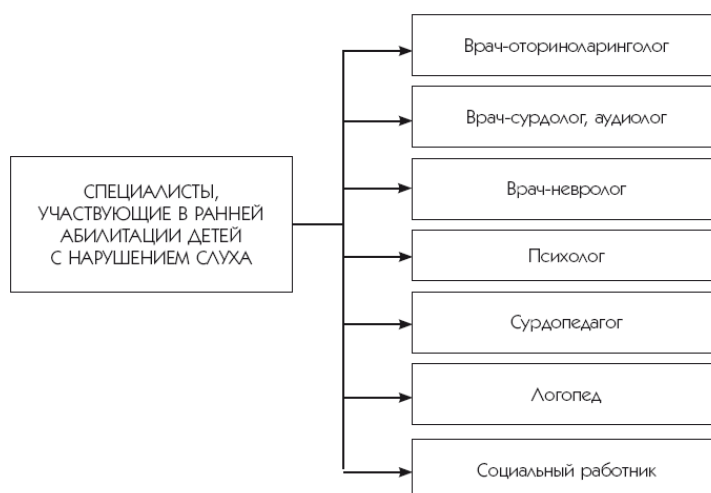 СПЕЦИАЛИСТЫ,
УЧАСТВУЮЩИЕ В РАННЕЙ
АБИЛИТАЦИИ ДЕТЕЙ
С НАРУШЕНИЕМ СЛУХА
Врач-оториноларинголог
Врач-сурдолог, аудиолог
Врач-невролог
Психолог
Сурдопедагог
Логопед
Социальный работник